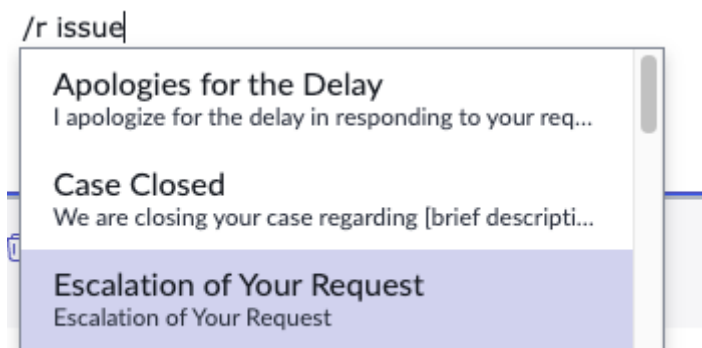 /r issue
Apologies for the Delay
I apologize for the delay in responding to your req...
Case Closed
We are closing your case regarding [brief descripti...
Escalation of Your Request
Escalation of Your Request